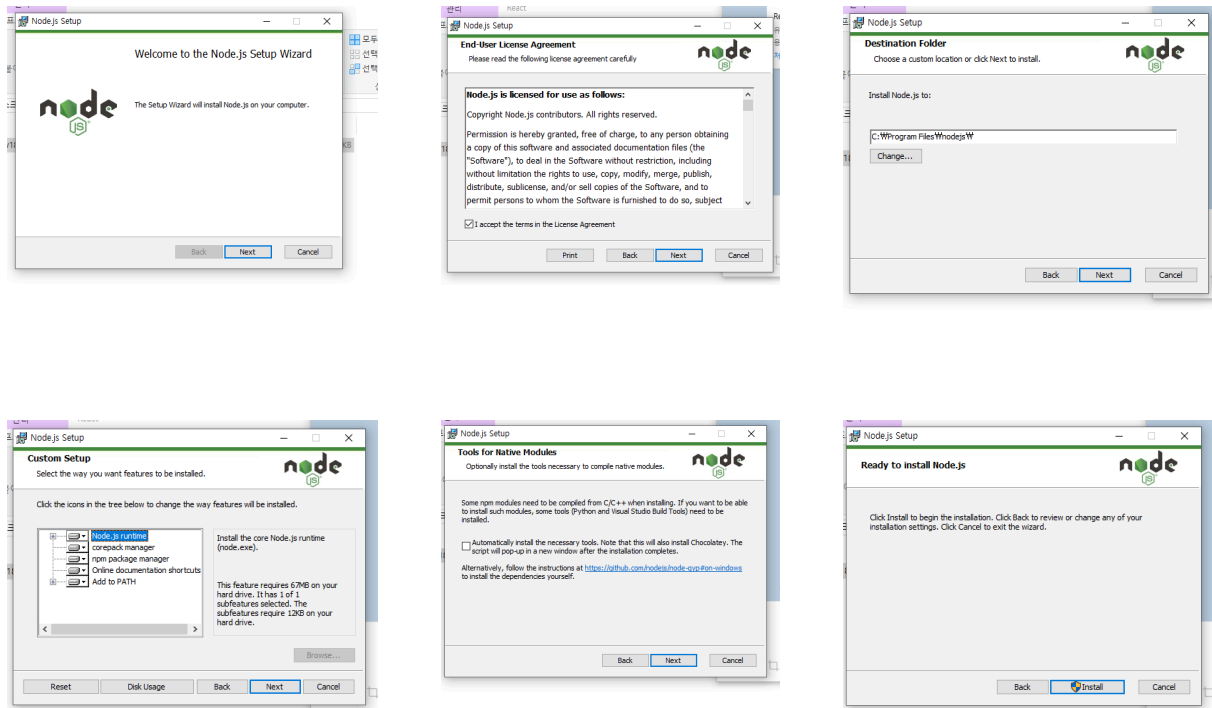 관리
React
Node.js Setup
Welcome to the Node.js Setup Wizard
node
JS
The Setup Wizard will install Node.js on your computer.
Back
Next
Cancel
모두
선택
선택
KB
Node.js Setup
End-User License Agreement
Please read the following license agreement carefully
node
JS
Node.js is licensed for use as follows:
Copyright Node.js contributors. All rights reserved.
Permission is hereby granted, free of charge, to any person obtaining
a copy of this software and associated documentation files (the
"Software"), to deal in the Software without restriction, including
without limitation the rights to use, copy, modify, merge, publish,
distribute, sublicense, and/or sell copies of the Software, and to
permit persons to whom the Software is furnished to do so, subject
I accept the terms in the License Agreement
Print
Back
Next
Cancel
Node.js Setup
Destination Folder
Choose a custom location or click Next to install.
node
JS
Install Node.js to:
C:₩Program Files₩nodejs₩
Change...
Back
Next
Cancel
Node.js Setup
Custom Setup
Select the way you want features to be installed.
node
JS
Click the icons in the tree below to change the way features will be installed.
Node.js runtime
corepack manager
npm package manager
Online documentation shortcuts
Add to PATH
Install the core Node.js runtime
(node.exe).
This feature requires 67MB on your
hard drive. It has 1 of 1
subfeatures selected. The
subfeatures require 12KB on your
hard drive.
Browse...
Reset
Disk Usage
Back
Next
Cancel
Node.js Setup
Tools for Native Modules
Optionally install the tools necessary to compile native modules.
node
JS
Some npm modules need to be compiled from C/C++ when installing. If you want to be able
to install such modules, some tools (Python and Visual Studio Build Tools) need to be
installed.
Automatically install the necessary tools. Note that this will also install Chocolatey. The
script will pop-up in a new window after the installation completes.
Alternatively, follow the instructions at https://github.com/nodejs/node-gyp#on-windows
to install the dependencies yourself.
Back
Next
Cancel
Node.js Setup
Ready to install Node.js
node
JS
Click Install to begin the installation. Click Back to review or change any of your
installation settings. Click Cancel to exit the wizard.
Back
Install
Cancel